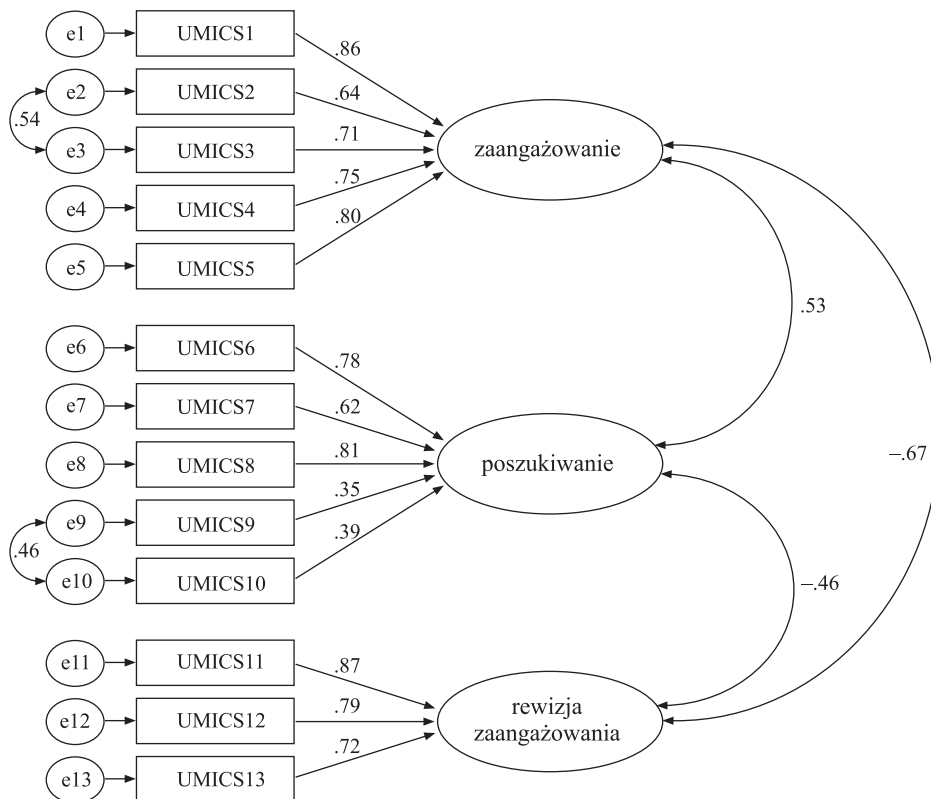 e1 UMICS1 .86
e2 UMICS2 .64
.54
e3 UMICS3 .71
zaangażowanie
e4 UMICS4 .75
e5 UMICS5 .80
.53
e6 UMICS6 .78
e7 UMICS7 .62
e8 UMICS8 .81
poszukiwanie
–.67
e9 UMICS9 .35
.46
e10 UMICS10 .39
–.46
e11 UMICS11 .87
e12 UMICS12 .79
rewizja
zaangażowania
e13 UMICS13 .72